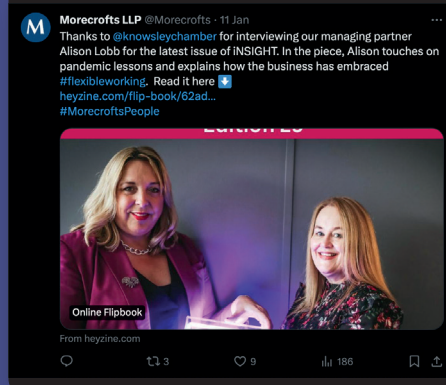 M
Morecrofts LLP @Morecrofts · 11 Jan
Thanks to @knowsleychamber for interviewing our managing partner
Alison Lobb for the latest issue of iNSIGHT. In the piece, Alison touches on
pandemic lessons and explains how the business has embraced
#flexibleworking. Read it here ⬇️
heyzine.com/flip-book/62ad...
#MorecroftsPeople
Online Flipbook
From heyzine.com
3
9
186